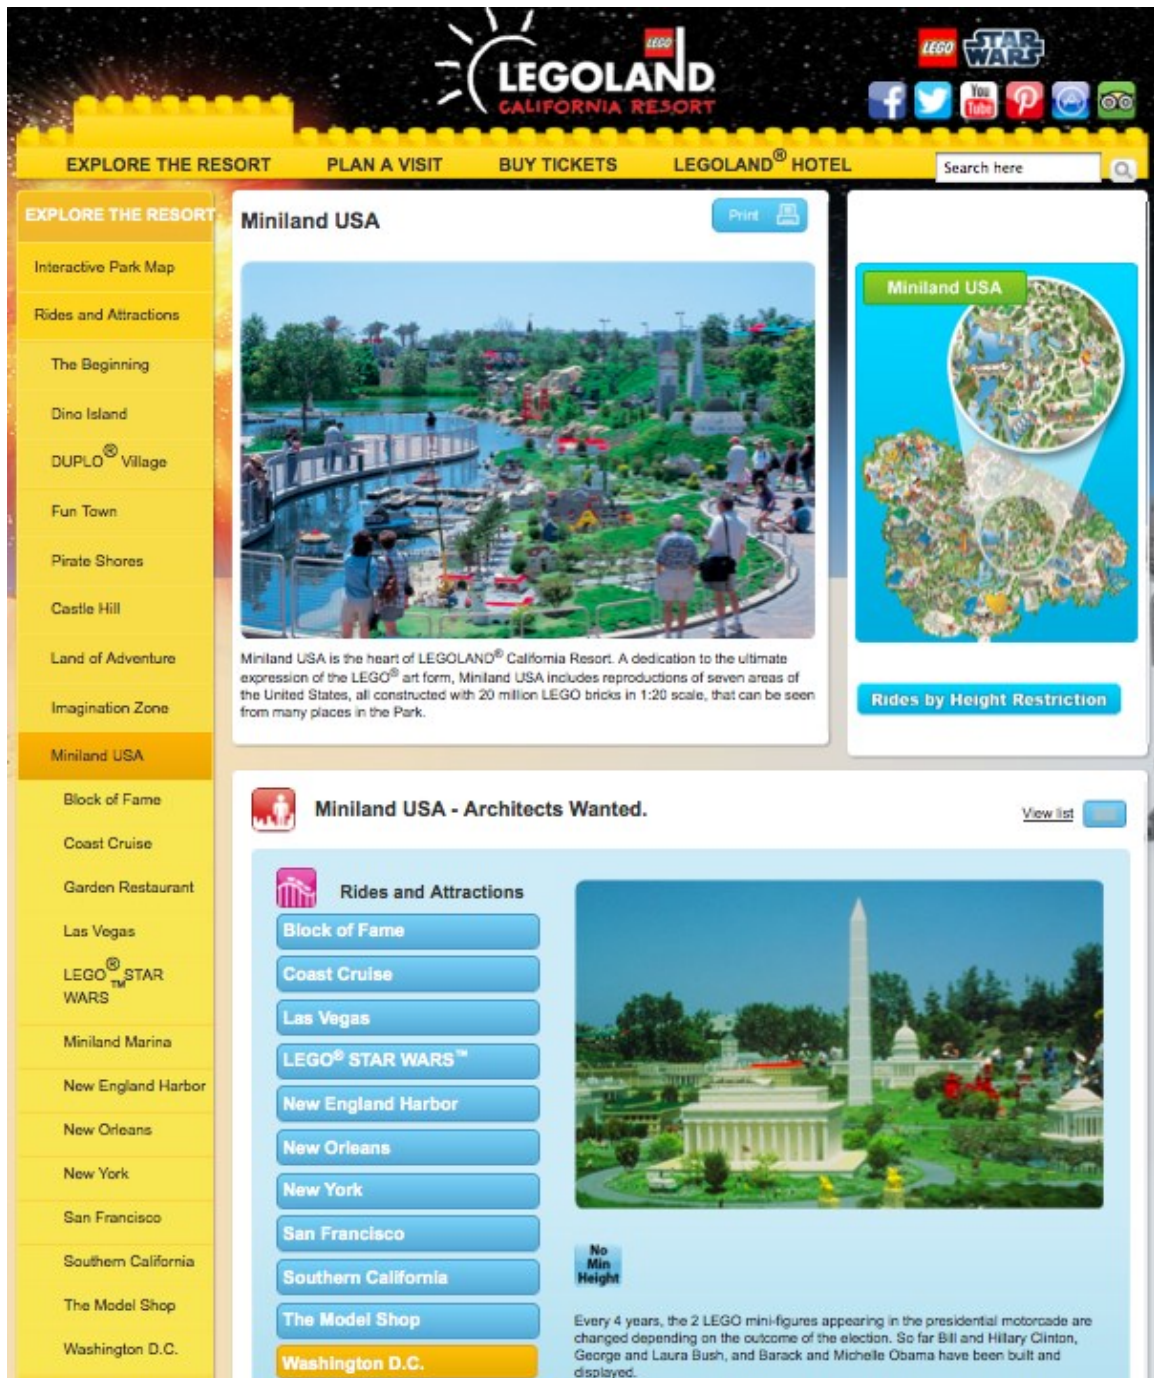 LEGO
LEGOLAND
CALIFORNIA RESORT
LEGO STAR WARS
You Tube
EXPLORE THE RESORT PLAN A VISIT BUY TICKETS LEGOLAND® HOTEL Search here
EXPLORE THE RESORT
Interactive Park Map
Rides and Attractions
The Beginning
Dino Island
DUPLO® Village
Fun Town
Pirate Shores
Castle Hill
Land of Adventure
Imagination Zone
Miniland USA
Block of Fame
Coast Cruise
Garden Restaurant
Las Vegas
LEGO®™STAR
WARS
Miniland Marina
New England Harbor
New Orleans
New York
San Francisco
Southern California
The Model Shop
Washington D.C.
Miniland USA
Print
Miniland USA is the heart of LEGOLAND® California Resort. A dedication to the ultimate
expression of the LEGO® art form, Miniland USA includes reproductions of seven areas of
the United States, all constructed with 20 million LEGO bricks in 1:20 scale, that can be seen
from many places in the Park.
Miniland USA
Rides by Height Restriction
Miniland USA - Architects Wanted.
View list
Rides and Attractions
Block of Fame
Coast Cruise
Las Vegas
LEGO® STAR WARS™
New England Harbor
New Orleans
New York
San Francisco
Southern California
The Model Shop
Washington D.C.
No
Min
Height
Every 4 years, the 2 LEGO mini-figures appearing in the presidential motorcade are
changed depending on the outcome of the election. So far Bill and Hillary Clinton,
George and Laura Bush, and Barack and Michelle Obama have been built and
displayed.